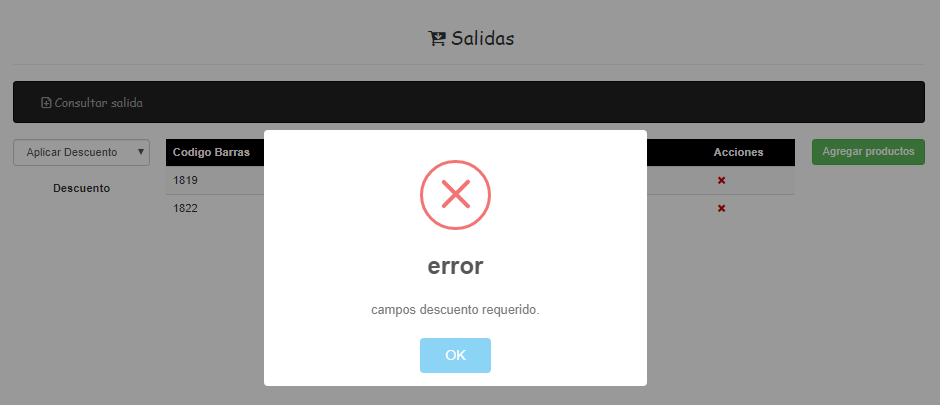 Salidas
Consultar salida
Aplicar Descuento
Codigo Barras
Acciones
Agregar productos
Descuento
1819
1822
error
campos descuento requerido.
OK